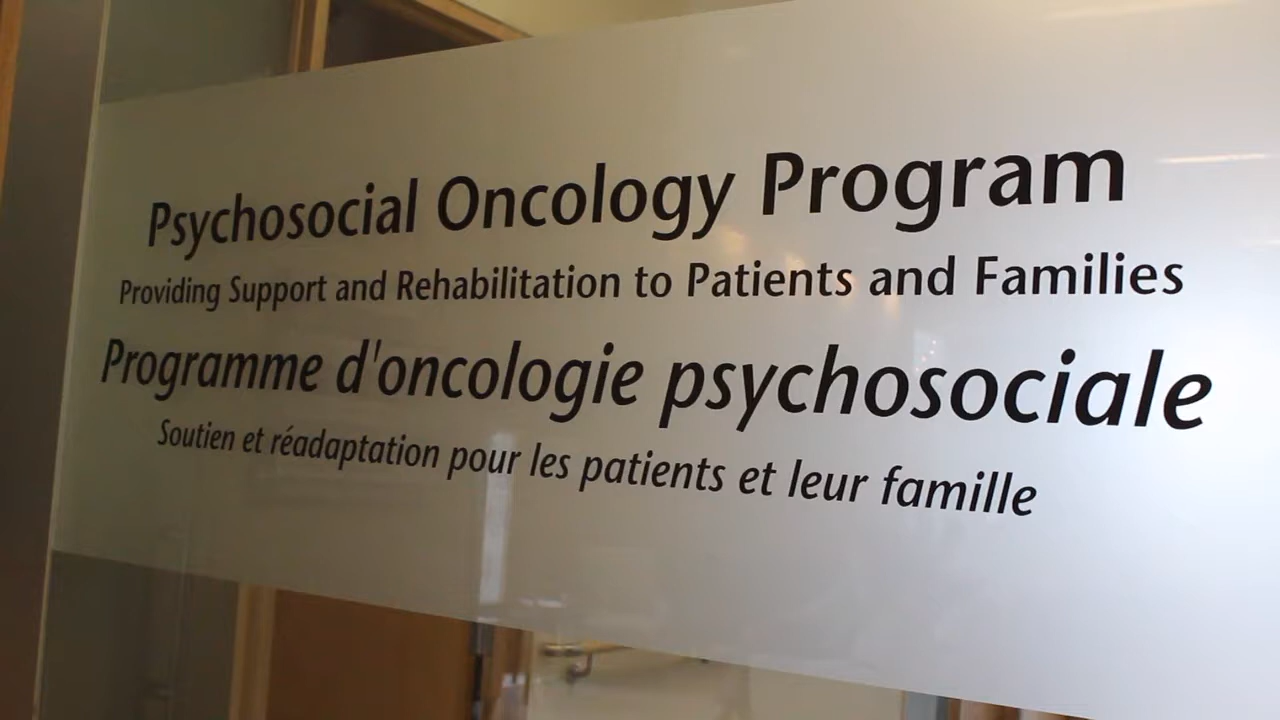 Psychosocial Oncology Program
Providing Support and Rehabilitation to Patients and Families
Programme d'oncologie psychosociale
Soutien et réadaptation pour les patients et leur famille